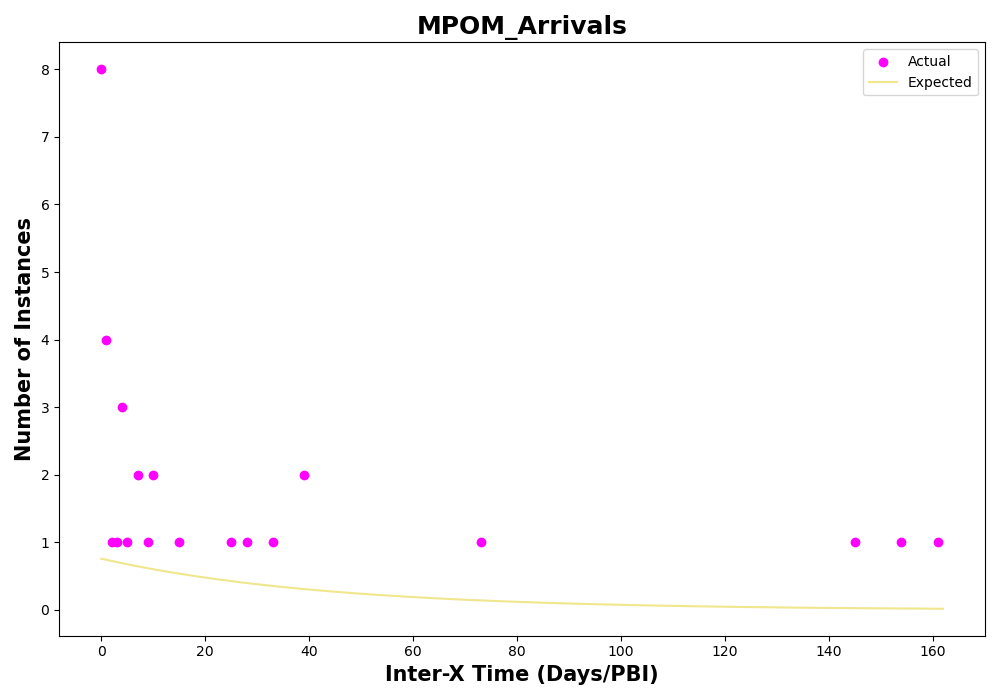 MPOM_Arrivals
Actual
Expected
Number of Instances
8
7
6
5
4
3
2
1
0
0 20 40 60 80 100 120 140 160
Inter-X Time (Days/PBI)